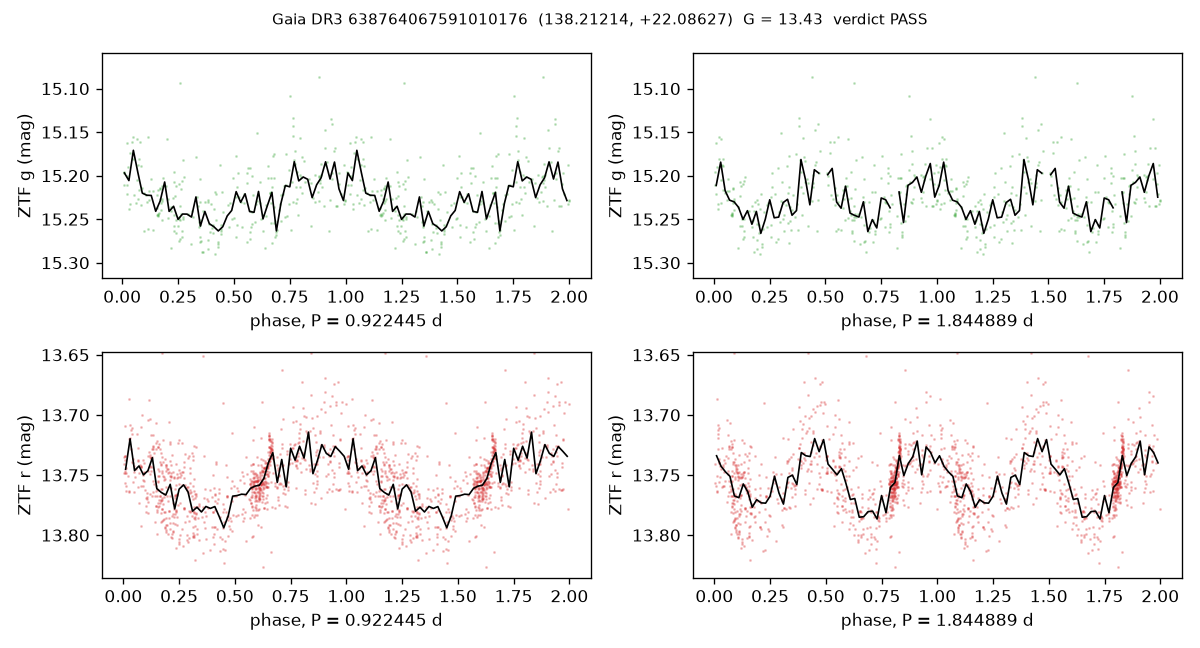 Gaia DR3 638764067591010176 (138.21214, +22.08627) G = 13.43 verdict PASS
ZTF g (mag)
15.10
15.15
15.20
15.25
15.30
0.00 0.25 0.50 0.75 1.00 1.25 1.50 1.75 2.00
phase, P = 0.922445 d
ZTF g (mag)
15.10
15.15
15.20
15.25
15.30
0.00 0.25 0.50 0.75 1.00 1.25 1.50 1.75 2.00
phase, P = 1.844889 d
ZTF r (mag)
13.65
13.70
13.75
13.80
0.00 0.25 0.50 0.75 1.00 1.25 1.50 1.75 2.00
phase, P = 0.922445 d
ZTF r (mag)
13.65
13.70
13.75
13.80
0.00 0.25 0.50 0.75 1.00 1.25 1.50 1.75 2.00
phase, P = 1.844889 d